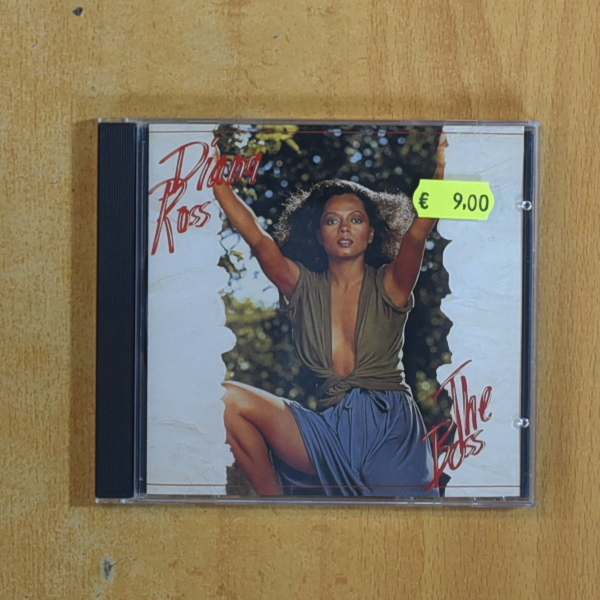 Diana
Ross
€ 9,00
The
Boss